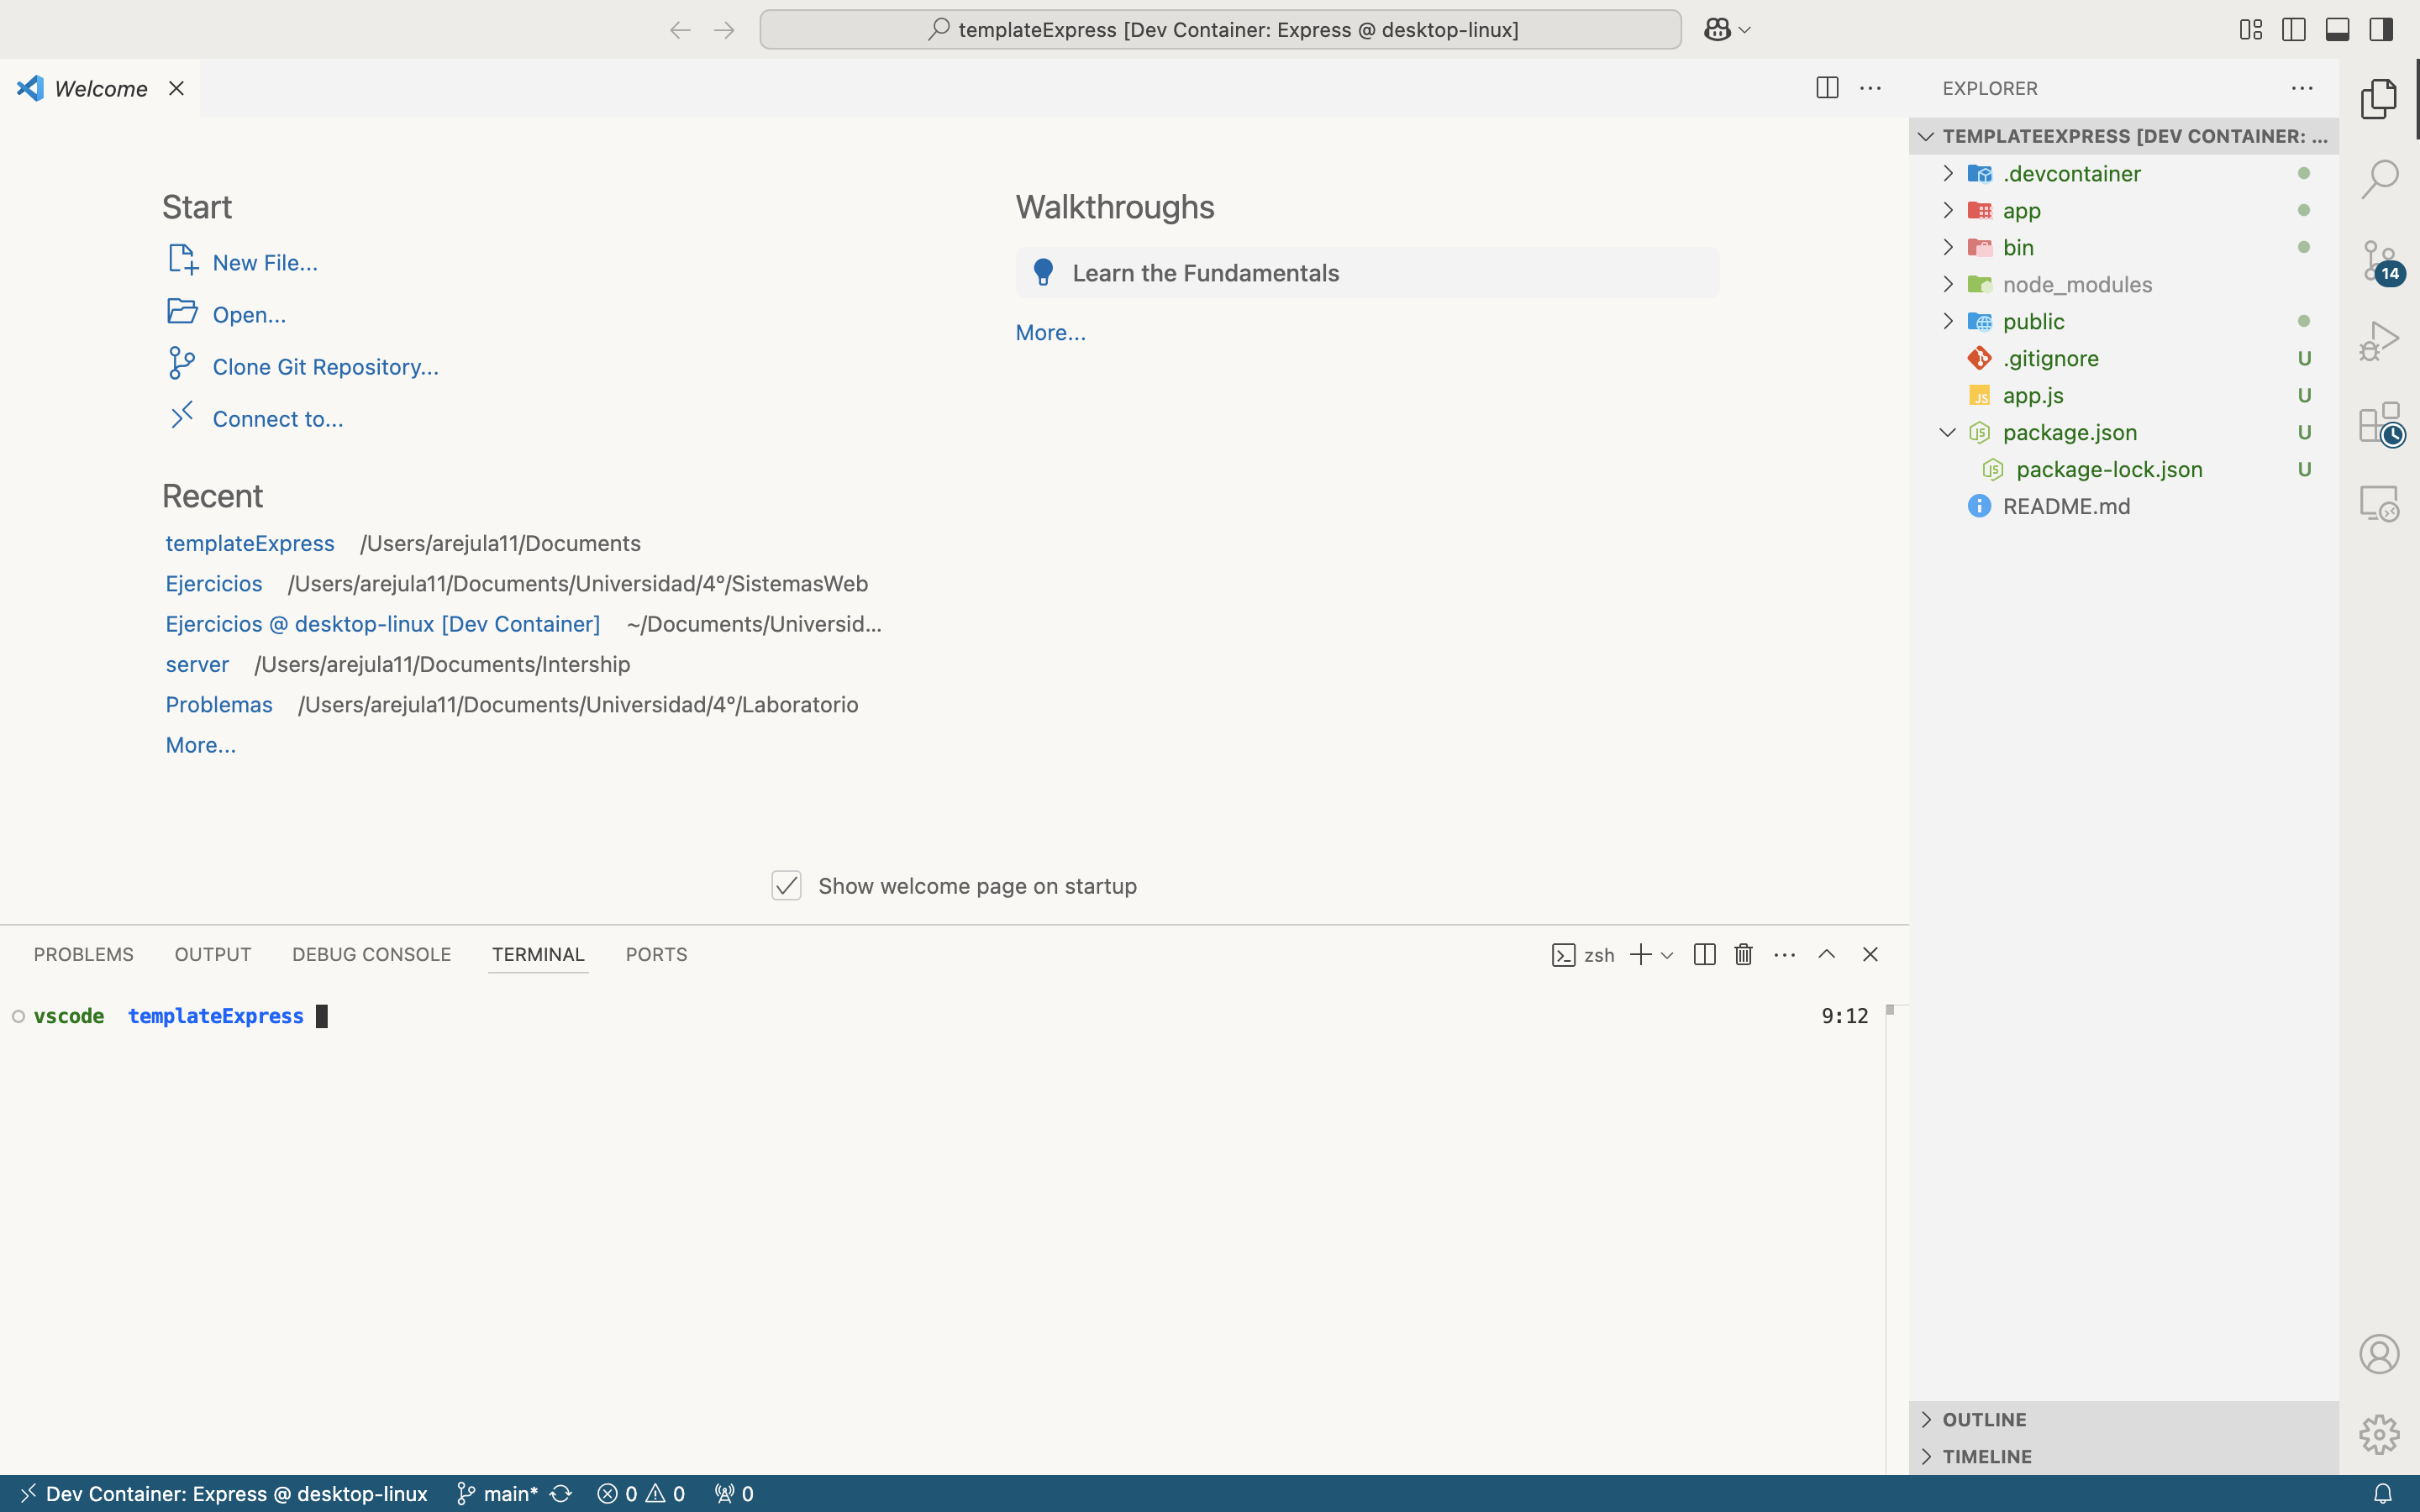 templateExpress [Dev Container: Express @ desktop-linux]
Welcome
Start
New File...
Open...
Clone Git Repository...
Connect to...
Recent
templateExpress /Users/arejula11/Documents
Ejercicios /Users/arejula11/Documents/Universidad/4º/SistemasWeb
Ejercicios @ desktop-linux [Dev Container] ~/Documents/Universid...
server /Users/arejula11/Documents/Intership
Problemas /Users/arejula11/Documents/Universidad/4º/Laboratorio
More...
Walkthroughs
Learn the Fundamentals
More...
Show welcome page on startup
PROBLEMS OUTPUT DEBUG CONSOLE TERMINAL PORTS
zsh
vscode templateExpress
9:12
EXPLORER
TEMPLATEEXPRESS [DEV CONTAINER: ...
.devcontainer
app
bin
node_modules
public
.gitignore U
app.js U
package.json U
package-lock.json U
README.md
OUTLINE
TIMELINE
14
Dev Container: Express @ desktop-linux main* 0 0 0